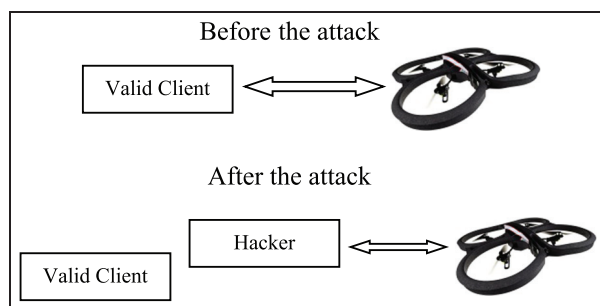 Before the attack
Valid Client
After the attack
Hacker
Valid Client